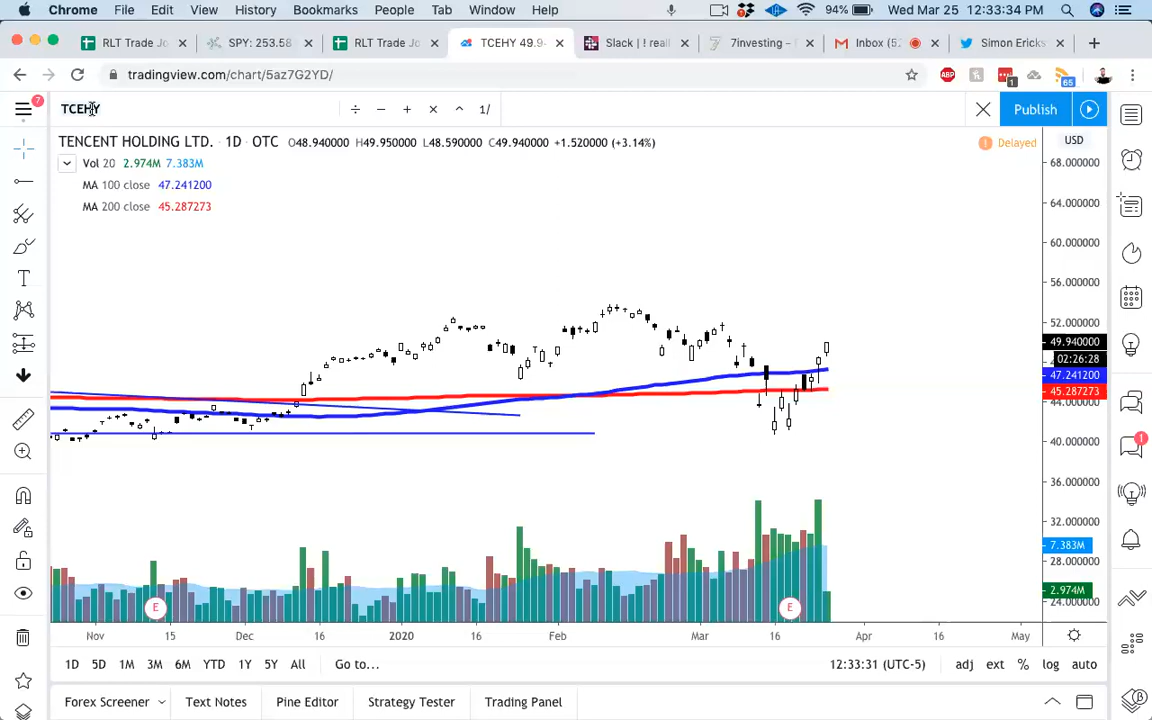 Chrome File Edit View History Bookmarks People Tab Window Help 94% Wed Mar 25 12:33:34 PM
RLT Trade Jo SPY: 253.58 RLT Trade Jo TCEHY 49.9 Slack | ! reall 7investing - Inbox (52 Simon Ericks
tradingview.com/chart/5az7G2YD/ 1 65
7 TCEHY 1/ Publish
TENCENT HOLDING LTD. · 1D · OTC O48.940000 H49.950000 L48.590000 C49.940000 +1.520000 (+3.14%) Delayed USD
Vol 20 2.974M 7.383M
MA 100 close 47.241200
MA 200 close 45.287273
68.000000
64.000000
60.000000
56.000000
52.000000
49.940000
02:26:28
47.241200
45.287273
44.000000
40.000000
36.000000
32.000000
7.383M
28.000000
2.974M
24.000000
1
E E
Nov 15 Dec 16 2020 16 Feb Mar 16 Apr 16 May
1D 5D 1M 3M 6M YTD 1Y 5Y All Go to... 12:33:31 (UTC-5) adj ext % log auto
Forex Screener Text Notes Pine Editor Strategy Tester Trading Panel